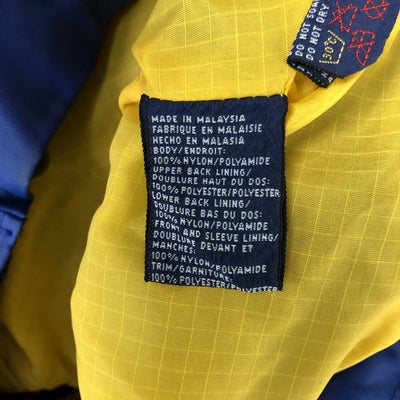 DO NOT SOAK
DO NOT DRY
30°C
MADE IN MALAYSIA
FABRIQUE EN MALAISIE
HECHO EN MALASIA
BODY/ENDROIT:
100% NYLON/POLYAMIDE
UPPER BACK LINING/
DOUBLURE HAUT DU DOS:
100% POLYESTER/POLYESTER
LOWER BACK LINING/
DOUBLURE BAS DU DOS:
100% NYLON/POLYAMIDE
FRONT AND SLEEVE LINING/
DOUBLURE DEVANT ET
MANCHES:
100% NYLON/POLYAMIDE
TRIM/GARNITURE:
100% POLYESTER/POLYESTER